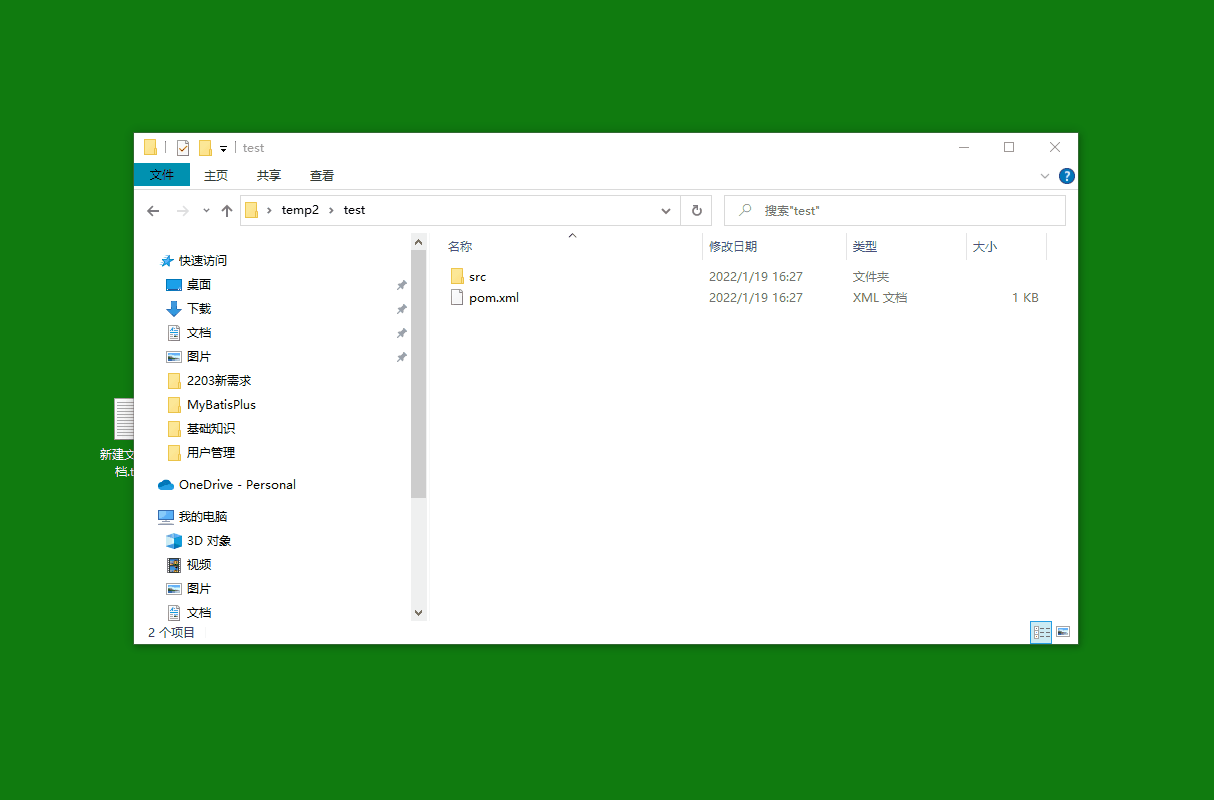 test
文件 主页 共享 查看
temp2 test 搜索"test"
名称 修改日期 类型 大小
快速访问
桌面
下载
文档
图片
2203新需求
MyBatisPlus
基础知识
用户管理
OneDrive - Personal
我的电脑
3D 对象
视频
图片
文档
src 2022/1/19 16:27 文件夹
pom.xml 2022/1/19 16:27 XML 文档 1 KB
2 个项目
新建文
档.t